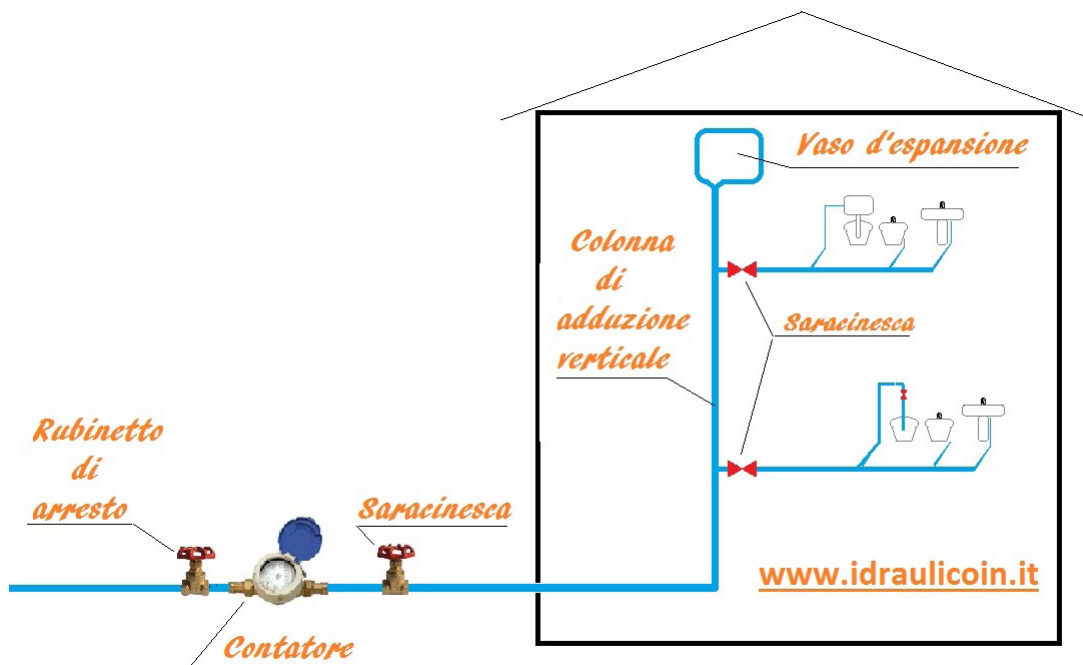 Vaso d'espansione
Colonna
di
adduzione
verticale
Saracinesca
Rubinetto
di
arresto
Saracinesca
Contatore
www.idraulicoin.it